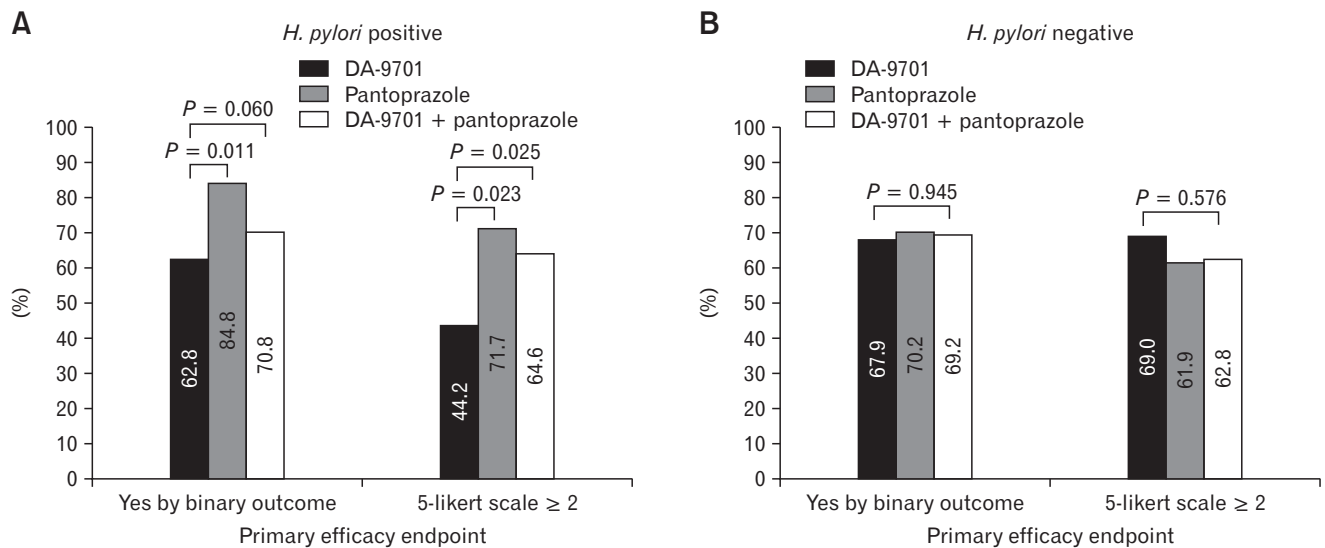 A
H. pylori positive
DA-9701
Pantoprazole
DA-9701 + pantoprazole
P = 0.060
P = 0.011
P = 0.025
P = 0.023
100
90
80
70
60
50
40
30
20
10
0
(%)
62.8
84.8
70.8
44.2
71.7
64.6
Yes by binary outcome
5-likert scale ≥ 2
Primary efficacy endpoint
B
H. pylori negative
DA-9701
Pantoprazole
DA-9701 + pantoprazole
P = 0.945
P = 0.576
100
90
80
70
60
50
40
30
20
10
0
(%)
67.9
70.2
69.2
69.0
61.9
62.8
Yes by binary outcome
5-likert scale ≥ 2
Primary efficacy endpoint